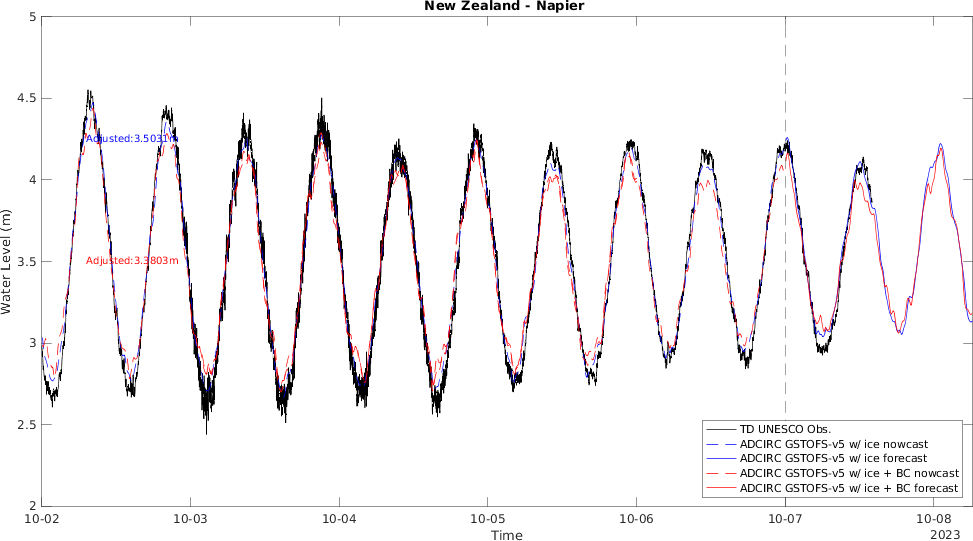 New Zealand - Napier
5
4.5
4
3.5
3
2.5
2
Water Level (m)
Adjusted:3.5031m
Adjusted:3.3803m
TD UNESCO Obs.
ADCIRC GSTOFS-v5 w/ ice nowcast
ADCIRC GSTOFS-v5 w/ ice forecast
ADCIRC GSTOFS-v5 w/ ice + BC nowcast
ADCIRC GSTOFS-v5 w/ ice + BC forecast
10-02 10-03 10-04 10-05 10-06 10-07 10-08
Time
2023